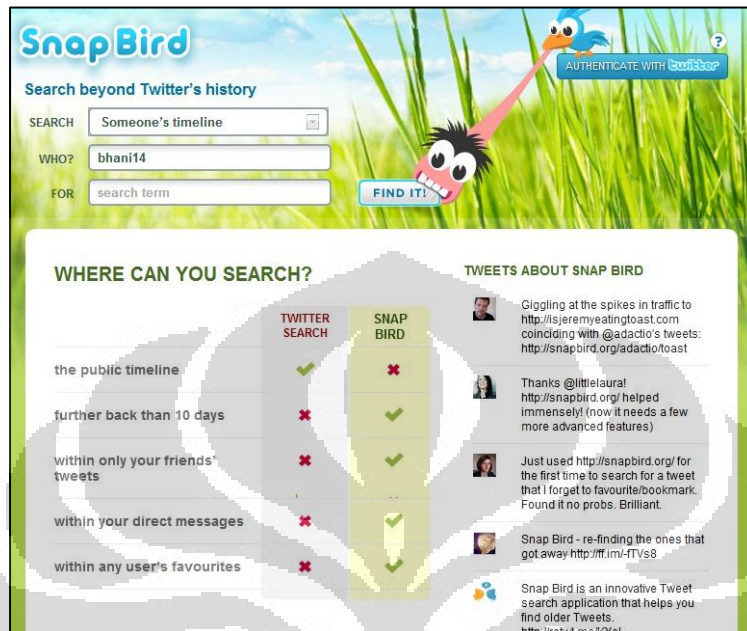 SnapBird
?
AUTHENTICATE WITH twitter
Search beyond Twitter's history
SEARCH Someone's timeline
WHO? bhani14
FOR search term
FIND IT!
WHERE CAN YOU SEARCH?
TWITTER SEARCH
SNAP BIRD
the public timeline
further back than 10 days
within only your friends'
tweets
within your direct messages
within any user's favourites
TWEETS ABOUT SNAP BIRD
Giggling at the spikes in traffic to
http://isjeremyeatingtoast.com
coinciding with @adactio's tweets:
http://snapbird.org/adactio/toast
Thanks @littlelaura!
http://snapbird.org/ helped
immensely! (now it needs a few
more advanced features)
Just used http://snapbird.org/ for
the first time to search for a tweet
that I forget to favourite/bookmark.
Found it no probs. Brilliant.
Snap Bird - re-finding the ones that
got away http://ff.im/-fTVs8
Snap Bird is an innovative Tweet
search application that helps you
find older Tweets.